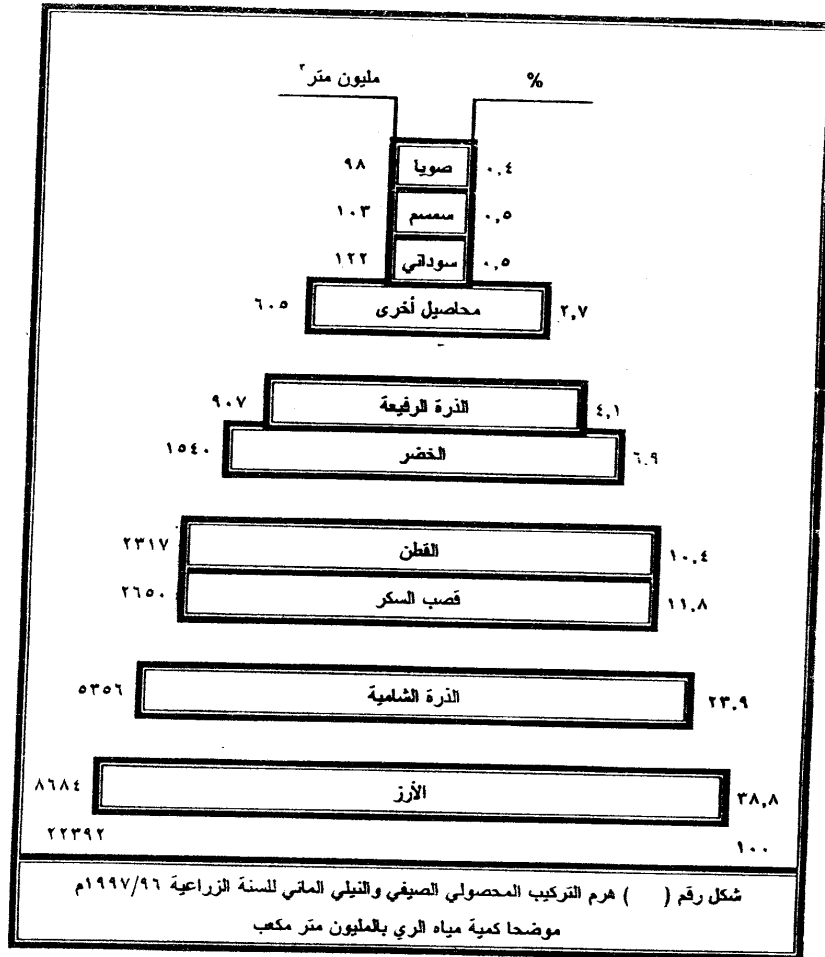 مليون متر٣ %
٩٨ صويا ٠,٤
١٠٣ سمسم ٠,٥
١٢٢ سوداني ٠,٥
٦٠٥ محاصيل أخرى ٢,٧
٩٠٧ الذرة الرفيعة ٤,١
١٥٤٠ الخضر ٦.٩
٢٣١٧ القطن ١٠,٤
٢٦٥٠ قصب السكر ١١,٨
٥٣٥٦ الذرة الشامية ٢٣,٩
٨٦٨٤ الأرز ٣٨,٨
٢٢٣٩٢ ١٠٠
شكل رقم ( ) هرم التركيب المحصولي الصيفي والنيلي المائي للسنة الزراعية ١٩٩٧/٩٦م
موضحا كمية مياه الري بالمليون متر مكعب